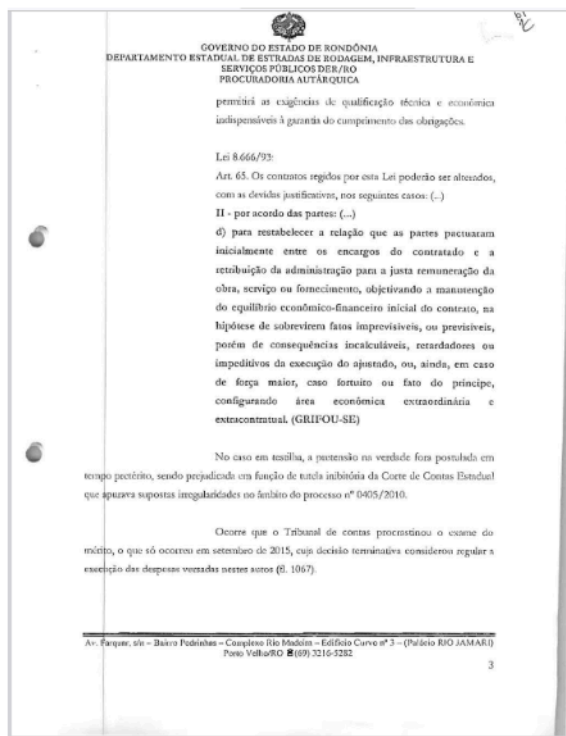 GOVERNO DO ESTADO DE RONDÔNIA
DEPARTAMENTO ESTADUAL DE ESTRADAS DE RODAGEM, INFRAESTRUTURA E
SERVIÇOS PÚBLICOS DER/RO
PROCURADORIA AUTÁRQUICA
permitirá as exigências de qualificação técnica e econômica
indispensáveis à garantia do cumprimento das obrigações.
Lei 8.666/93:
Art. 65. Os contratos regidos por esta Lei poderão ser alterados,
com as devidas justificativas, nos seguintes casos: (...)
II - por acordo das partes: (...)
d) para restabelecer a relação que as partes pactuaram
inicialmente entre os encargos do contratado e a
retribuição da administração para a justa remuneração da
obra, serviço ou fornecimento, objetivando a manutenção
do equilíbrio econômico-financeiro inicial do contrato, na
hipótese de sobrevirem fatos imprevisíveis, ou previsíveis,
porém de consequências incalculáveis, retardadores ou
impeditivos da execução do ajustado, ou, ainda, em caso
de força maior, caso fortuito ou fato do príncipe,
configurando área econômica extraordinária e
extracontratual. (GRIFOU-SE)
No caso em testilha, a pretensão na verdade fora postulada em
tempo pretérito, sendo prejudicada em função de tutela inibitória da Corte de Contas Estadual
que apurava supostas irregularidades no âmbito do processo nº 0405/2010.
Ocorre que o Tribunal de contas procrastinou o exame do
mérito, o que só ocorreu em setembro de 2015, cuja decisão terminativa considerou regular a
execução das despesas versadas nestes autos (fl. 1067).
Av. Farquar, s/n – Bairro Pedrinhas – Complexo Rio Madeira – Edifício Curvo nº 3 – (Palácio RIO JAMARI)
Porto Velho/RO ☎(69) 3216-5282
3